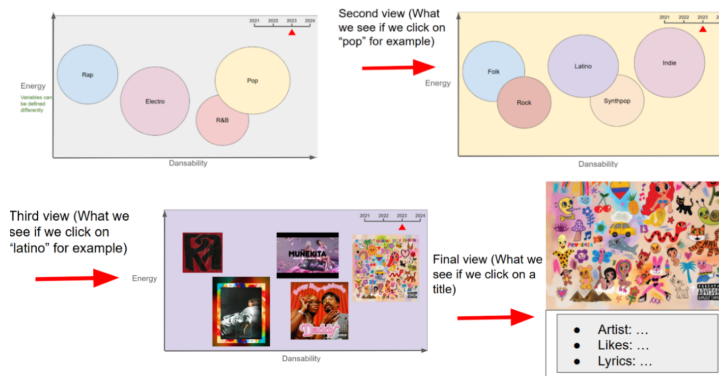 2021 2022 2023 2024
Energy
Variables can
be defined
differently
Rap
Electro
R&B
Pop
Dansability
Second view (What
we see if we click on
"pop" for example)
2021 2022 2023 2024
Energy
Folk
Rock
Latino
Synthpop
Indie
Dansability
Third view (What we
see if we click on
"latino" for example)
2021 2022 2023 2024
Energy
MUÑEKITA
Dansability
Final view (What we
see if we click on a
title)
● Artist: ...
● Likes: ...
● Lyrics: ...